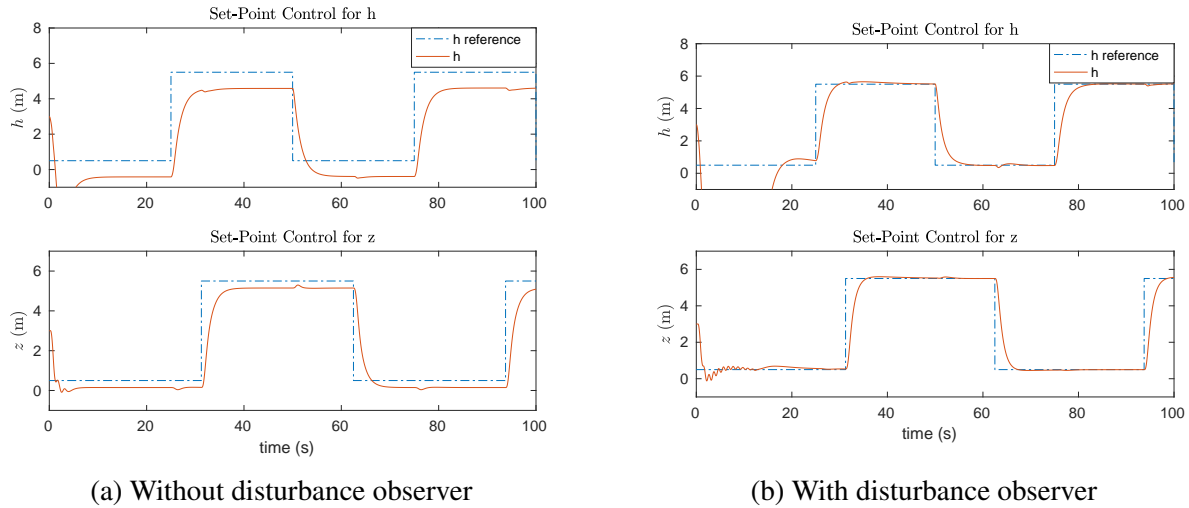 Set-Point Control for h
8
6
4
2
0
h (m)
h reference
h
0 20 40 60 80 100
Set-Point Control for z
6
4
2
0
z (m)
0 20 40 60 80 100
time (s)
(a) Without disturbance observer
Set-Point Control for h
8
6
4
2
0
h (m)
h reference
h
0 20 40 60 80 100
Set-Point Control for z
6
4
2
0
z (m)
0 20 40 60 80 100
time (s)
(b) With disturbance observer